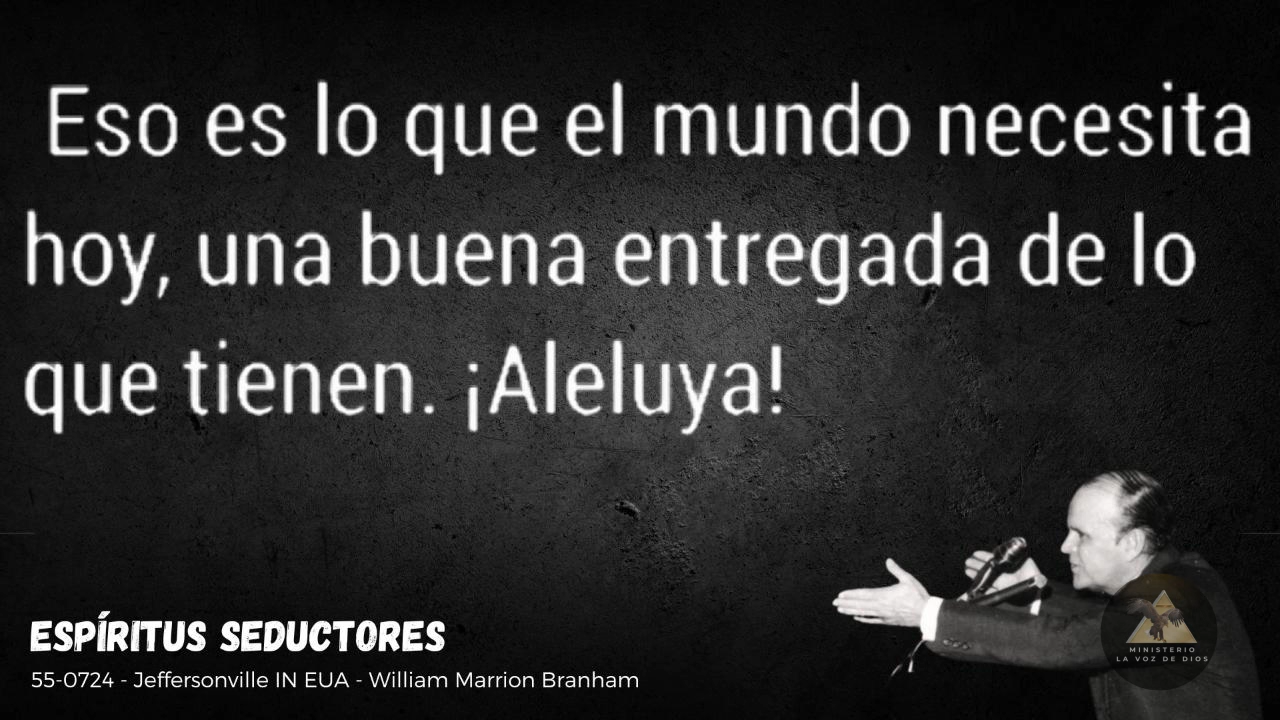 Eso es lo que el mundo necesita
hoy, una buena entregada de lo
que tienen. ¡Aleluya!
ESPÍRITUS SEDUCTORES
55-0724 - Jeffersonville IN EUA - William Marrion Branham
MINISTERIO
LA VOZ DE DIOS